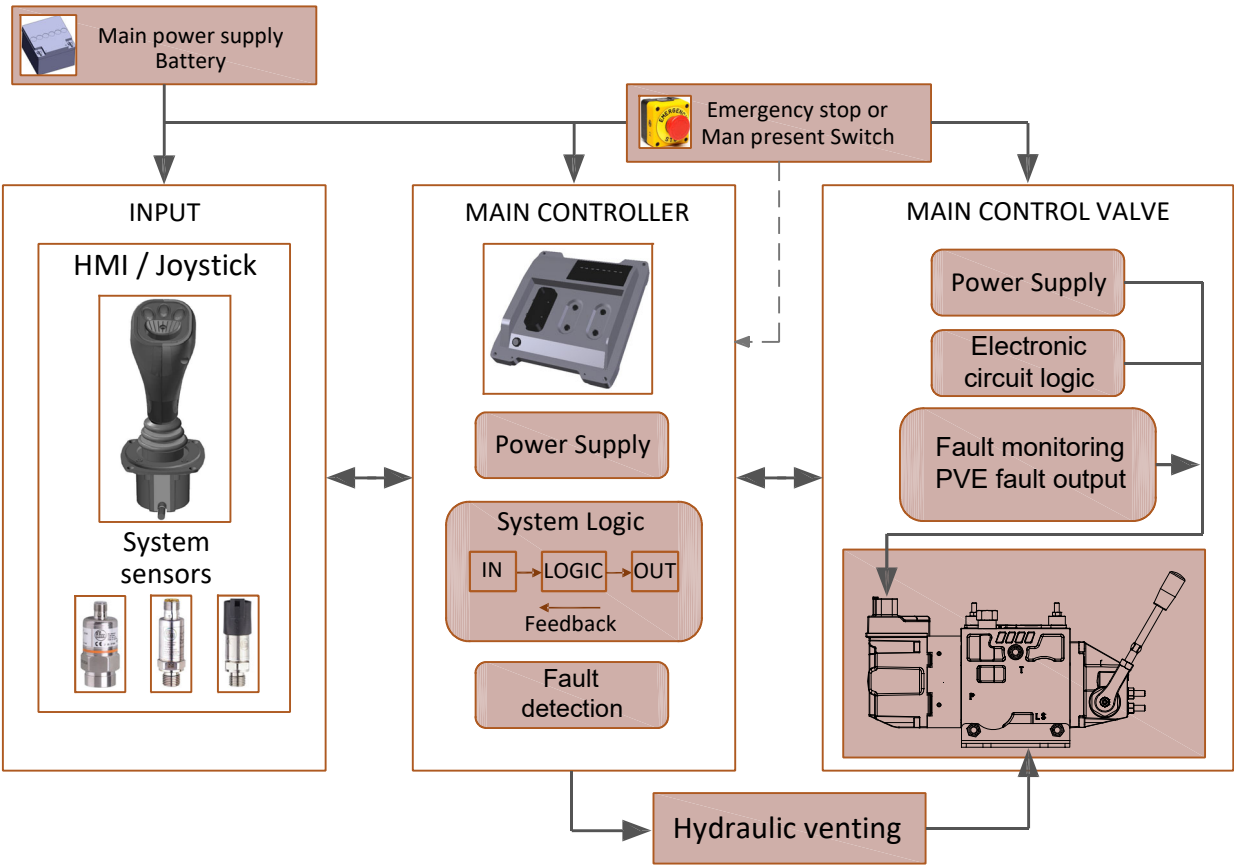 Main power supply
Battery
EMERGEN
Emergency stop or
Man present Switch
INPUT
HMI / Joystick
System
sensors
MAIN CONTROLLER
Power Supply
System Logic
IN
LOGIC
OUT
Feedback
Fault
detection
MAIN CONTROL VALVE
Power Supply
Electronic
circuit logic
Fault monitoring
PVE fault output
P
T
LS
Hydraulic venting